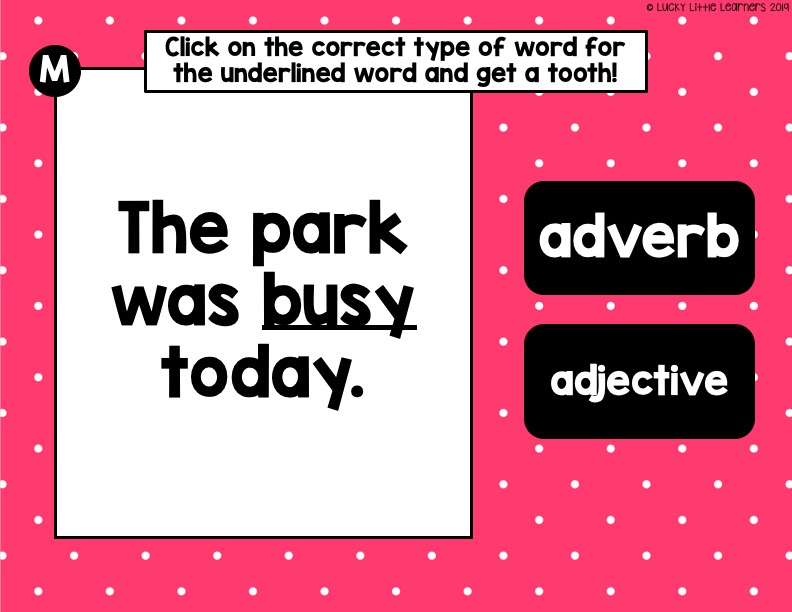 © Lucky Little Learners 2019
M
Click on the correct type of word for
the underlined word and get a tooth!
The park
was busy
today.
adverb
adjective